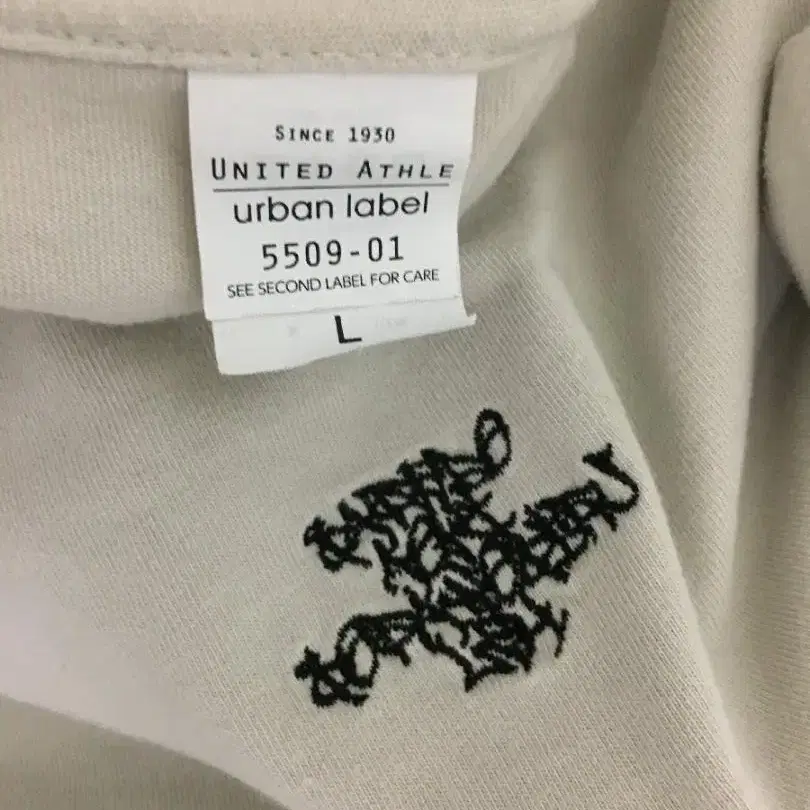 SINCE 1930
UNITED ATHLE
urban label
5509-01
SEE SECOND LABEL FOR CARE
L